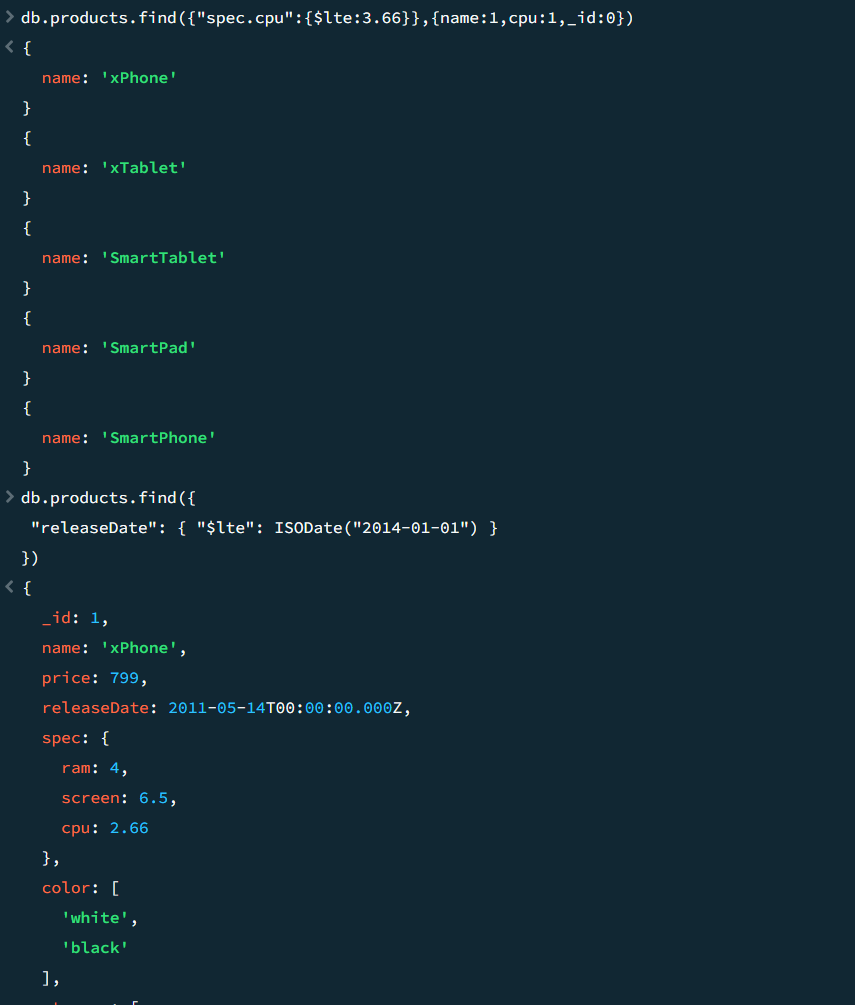 > db.products.find({"spec.cpu":{$lte:3.66}},{name:1,cpu:1,_id:0})
< {
    name: 'xPhone'
  }
  {
    name: 'xTablet'
  }
  {
    name: 'SmartTablet'
  }
  {
    name: 'SmartPad'
  }
  {
    name: 'SmartPhone'
  }
> db.products.find({
   "releaseDate": { "$lte": ISODate("2014-01-01") }
  })
< {
    _id: 1,
    name: 'xPhone',
    price: 799,
    releaseDate: 2011-05-14T00:00:00.000Z,
    spec: {
      ram: 4,
      screen: 6.5,
      cpu: 2.66
    },
    color: [
      'white',
      'black'
    ],